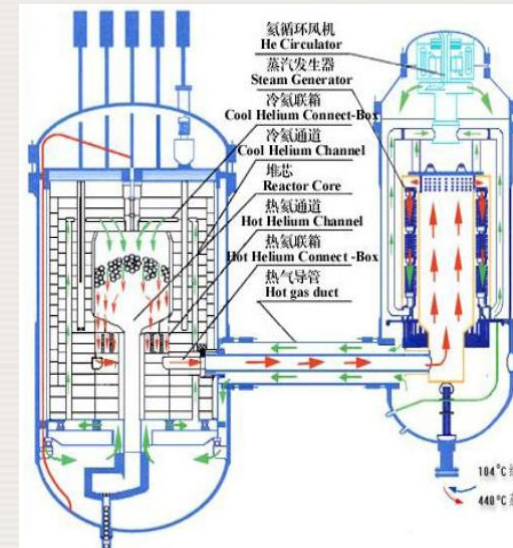 氦循环风机
He Circulator
蒸汽发生器
Steam Generator
冷氦联箱
Cool Helium Connect-Box
冷氦通道
Cool Helium Channel
堆芯
Reactor Core
热氦通道
Hot Helium Channel
热氦联箱
Hot Helium Connect -Box
热气导管
Hot gas duct
104°C
440°C